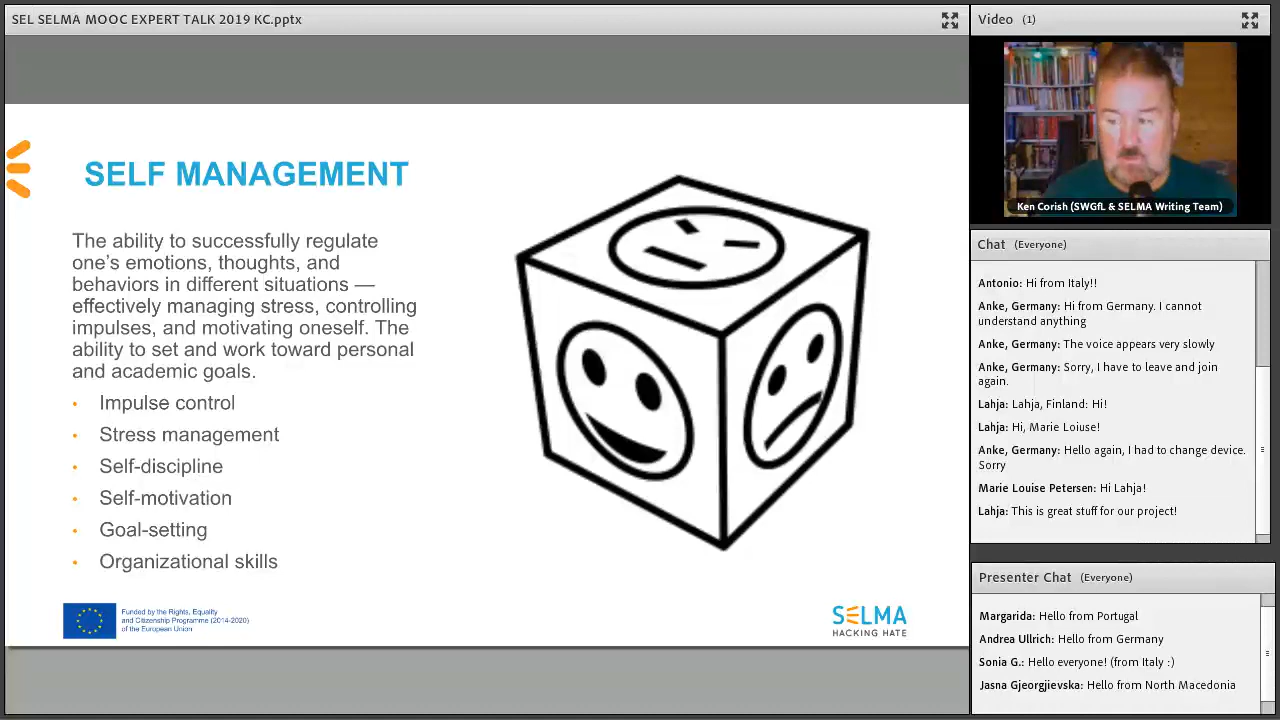 SEL SELMA MOOC EXPERT TALK 2019 KC.pptx
SELF MANAGEMENT
The ability to successfully regulate
one’s emotions, thoughts, and
behaviors in different situations —
effectively managing stress, controlling
impulses, and motivating oneself. The
ability to set and work toward personal
and academic goals.
• Impulse control
• Stress management
• Self-discipline
• Self-motivation
• Goal-setting
• Organizational skills
Funded by the Rights, Equality
and Citizenship Programme (2014-2020)
of the European Union
SELMA
HACKING HATE
Video (1)
Ken Corish (SWGfL & SELMA Writing Team)
Chat (Everyone)
Antonio: Hi from Italy!!
Anke, Germany: Hi from Germany. I cannot
understand anything
Anke, Germany: The voice appears very slowly
Anke, Germany: Sorry, I have to leave and join
again.
Lahja: Lahja, Finland: Hi!
Lahja: Hi, Marie Loiuse!
Anke, Germany: Hello again, I had to change device.
Sorry
Marie Louise Petersen: Hi Lahja!
Lahja: This is great stuff for our project!
Presenter Chat (Everyone)
Margarida: Hello from Portugal
Andrea Ullrich: Hello from Germany
Sonia G.: Hello everyone! (from Italy :)
Jasna Gjeorgjievska: Hello from North Macedonia